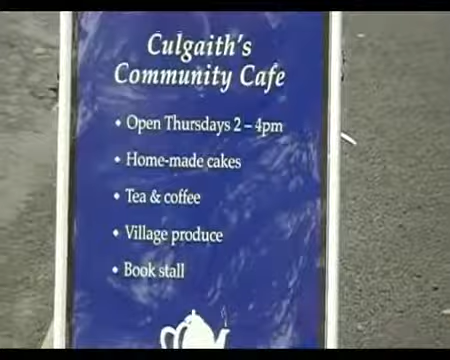 Culgaith's
Community Cafe
• Open Thursdays 2 – 4pm
• Home-made cakes
• Tea & coffee
• Village produce
• Book stall